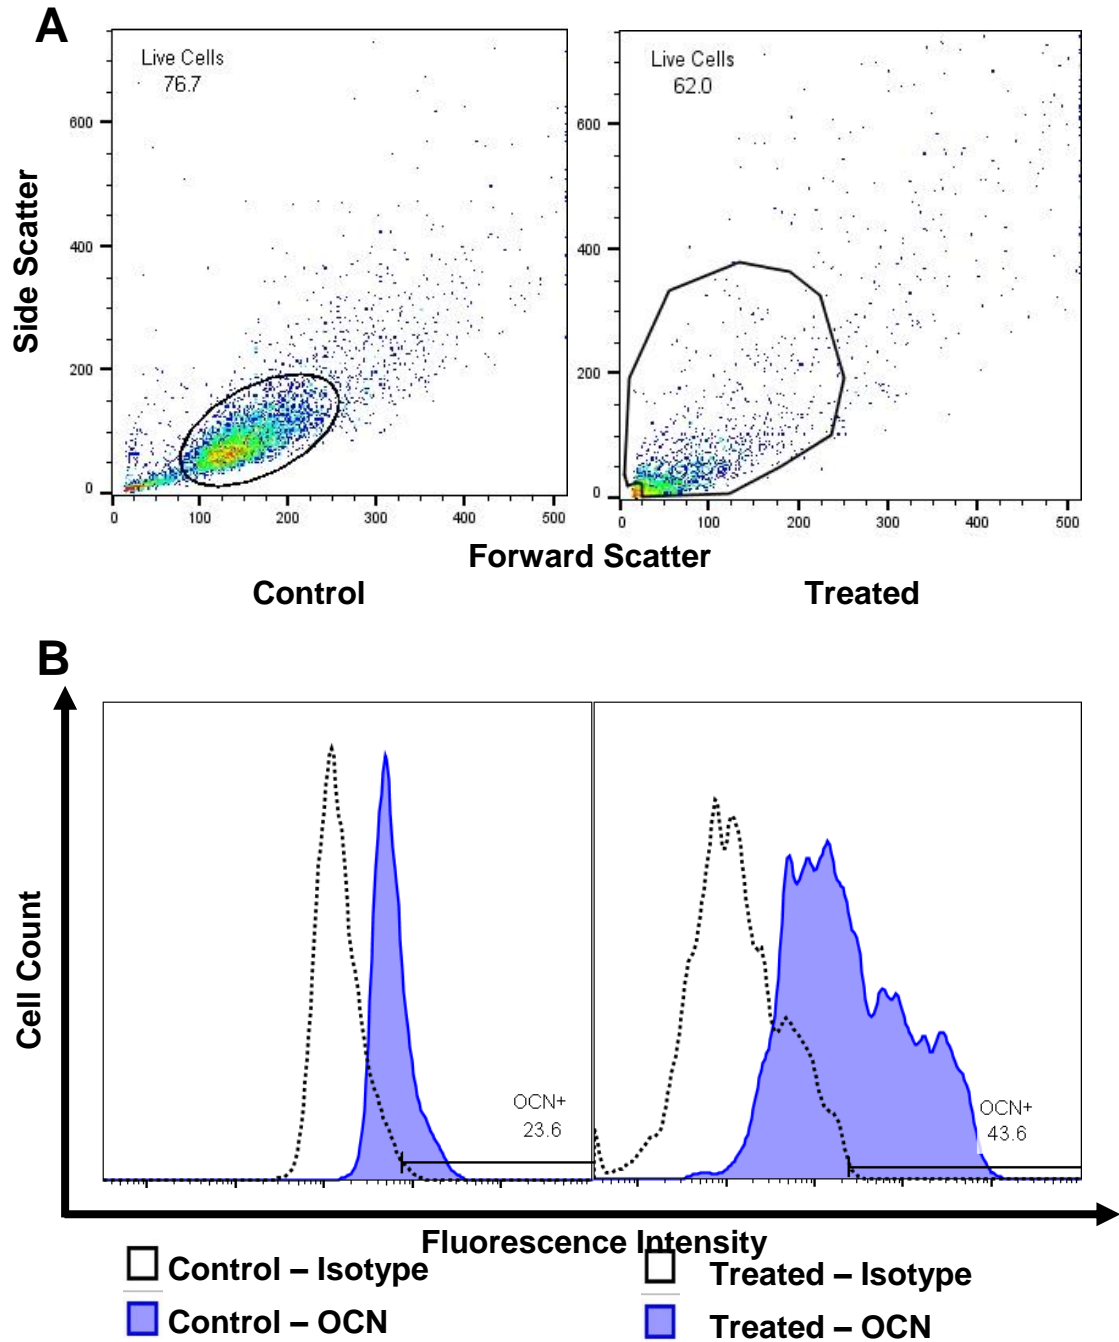 A
Live Cells
76.7
600
400
200
0
0 100 200 300 400 500
Live Cells
62.0
600
400
200
0
0 100 200 300 400 500
Side Scatter
Forward Scatter
Control
Treated
B
Cell Count
OCN+
23.6
OCN+
43.6
Fluorescence Intensity
Control – Isotype
Control – OCN
Treated – Isotype
Treated – OCN